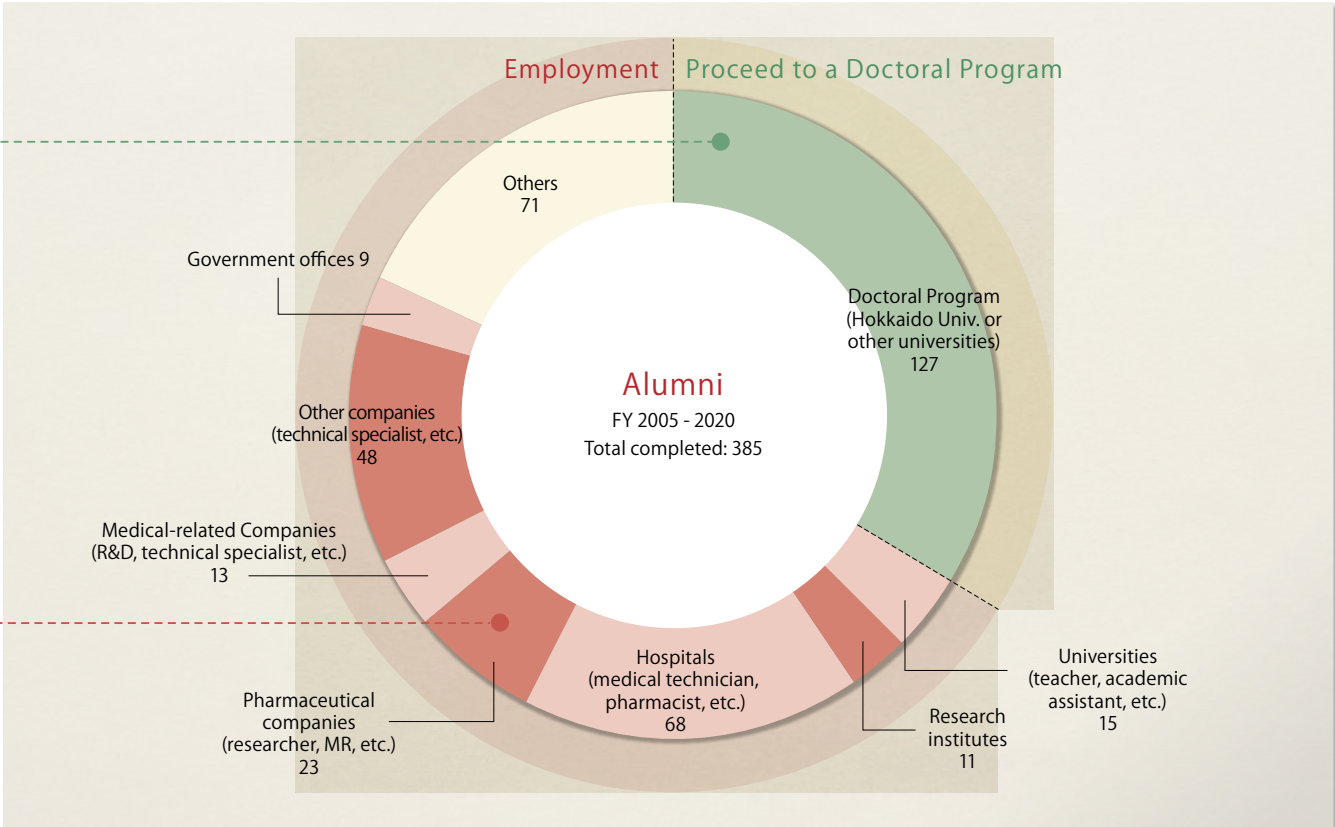 Employment
Proceed to a Doctoral Program
Others
71
Government offices 9
Doctoral Program
(Hokkaido Univ. or
other universities)
127
Alumni
FY 2005 - 2020
Total completed: 385
Other companies
(technical specialist, etc.)
48
Medical-related Companies
(R&D, technical specialist, etc.)
13
Pharmaceutical
companies
(researcher, MR, etc.)
23
Hospitals
(medical technician,
pharmacist, etc.)
68
Research
institutes
11
Universities
(teacher, academic
assistant, etc.)
15